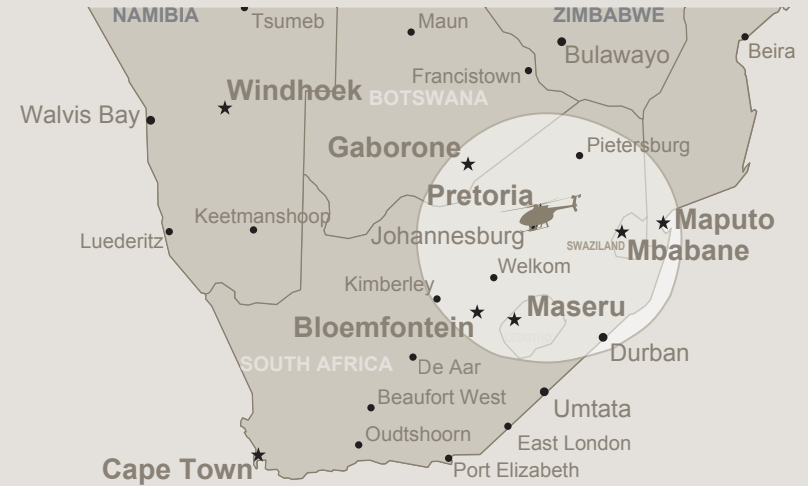 NAMIBIA
Tsumeb
Maun
ZIMBABWE
Bulawayo
Beira
Francistown
Windhoek
BOTSWANA
Walvis Bay
Gaborone
Pietersburg
Pretoria
Keetmanshoop
Maputo
Luederitz
Johannesburg
SWAZILAND
Mbabane
Welkom
Kimberley
Maseru
Bloemfontein
Durban
SOUTH AFRICA
De Aar
Beaufort West
Umtata
Oudtshoorn
East London
Cape Town
Port Elizabeth